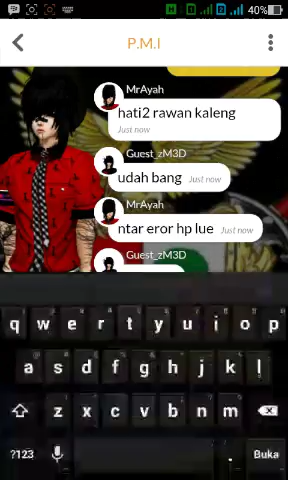 40%
P.M.I
MrAyah
hati2 rawan kaleng
Just now
Guest_zM3D
udah bang Just now
MrAyah
ntar eror hp lue Just now
Guest_zM3D
q w e r t y u i o p
a s d f g h j k l
z x c v b n m
?123 . Buka